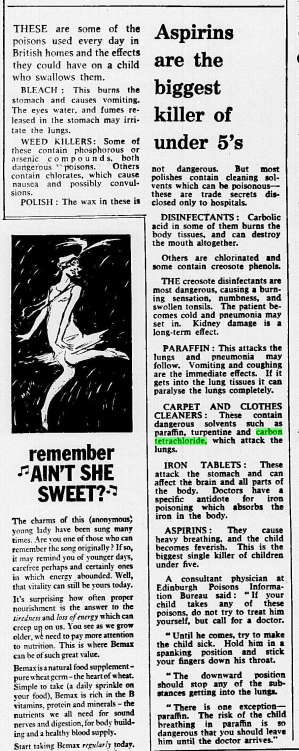 THESE are some of the
poisons used every day in
British homes and the effects
they could have on a child
who swallows them.
BLEACH : This burns the
stomach and causes vomiting.
The eyes water, and fumes re-
leased in the stomach may irri-
tate the lungs.
WEED KILLERS: Some of
these contain phosphorous or
arsenic compounds, both
dangerous poisons. Others
contain chlorates, which cause
nausea and possibly convul-
sions.
POLISH : The wax in these is
Aspirins
are the
biggest
killer of
under 5's
not dangerous. But most
polishes contain cleaning sol-
vents which can be poisonous—
these are trade secrets dis-
closed only to hospitals.
DISINFECTANTS: Carbolic
acid in some of them burns the
body tissues, and can destroy
the mouth altogether.
Others are chlorinated and
some contain creosote phenols.
THE creosote disinfectants are
most dangerous, causing a burn-
ing sensation, numbness, and
swollen tonsils. The patient be-
comes cold and pneumonia may
set in. Kidney damage is a
long-term effect.
PARAFFIN : This attacks the
lungs and pneumonia may
follow. Vomiting and coughing
are the immediate effects. If it
gets into the lung tissues it can
paralyse the lungs completely.
CARPET AND CLOTHES
CLEANERS: These contain
dangerous solvents such as
paraffin, turpentine and carbon
tetrachloride, which attack the
lungs.
IRON TABLETS: These
attack the stomach and can
affect the brain and all parts of
the body. Doctors have a
specific antidote for iron
poisoning which absorbs the
iron in the body.
ASPIRINS: They cause
heavy breathing, and the child
becomes feverish. This is the
biggest single killer of children
under five.
A consultant physician at
Edinburgh Poisons Informa-
tion Bureau said: "If your
child takes any of these
poisons, do not try to treat him
yourself, but call for a doctor.
"Until he comes, try to make
the child sick. Hold him in a
spanking position and stick
your fingers down his throat.
"The downward position
should stop any of the sub-
stances getting into the lungs.
"There is one exception—
paraffin. The risk of the child
breathing in paraffin is so
dangerous that you should leave
him until the doctor arrives."
remember
AIN'T SHE
SWEET?
The charms of this (anonymous)
young lady have been sung many
times. Are you one of those who can
remember the song originally? If so,
it may remind you of younger days,
carefree perhaps and certainly ones
in which energy abounded. Well,
that vitality can still be yours today.
It's surprising how often proper
nourishment is the answer to the
tiredness and loss of energy which can
creep up on us. You see as we grow
older, we need to pay more attention
to nutrition. This is where Bemax
can be of such great value.
Bemax is a natural food supplement –
pure wheat germ – the heart of wheat.
Simple to take (a daily sprinkle on
your food), Bemax is rich in the B
vitamins, protein and minerals – the
nutrients we all need for sound
nerves and digestion, for body build-
ing and a healthy blood supply.
Start taking Bemax regularly today.